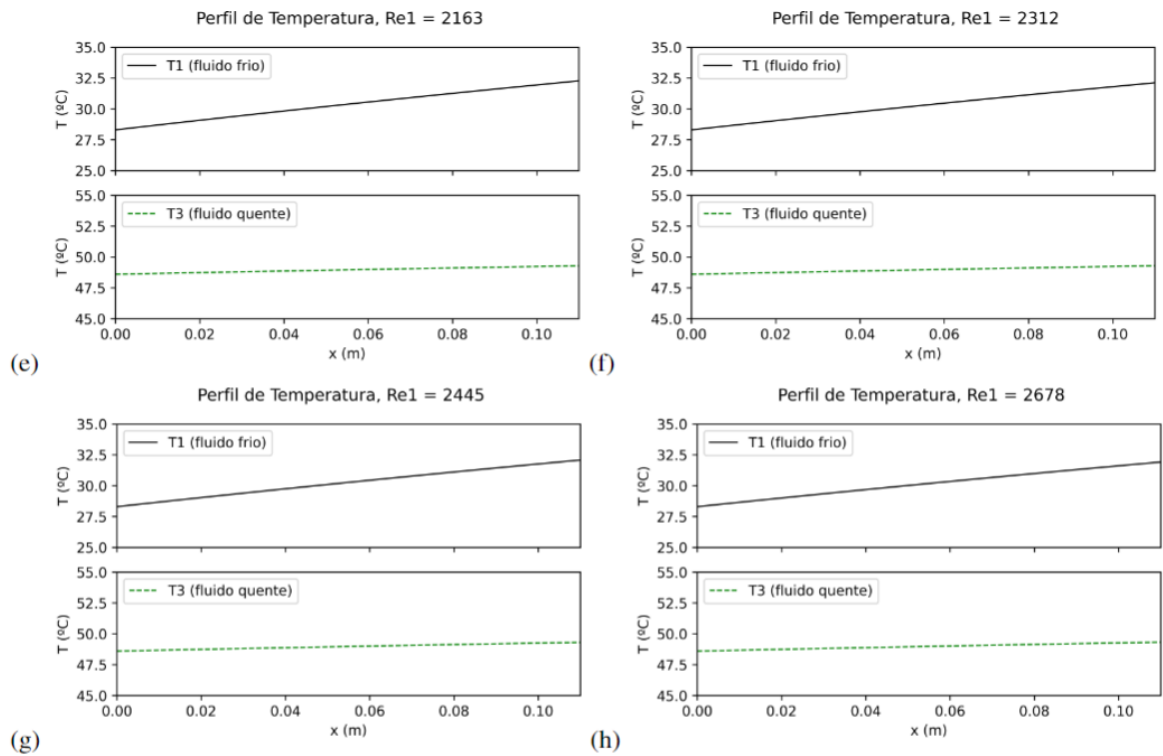 Perfil de Temperatura, Re1 = 2163
35.0
32.5
30.0
27.5
25.0
T (ºC)
T1 (fluido frio)
55.0
52.5
50.0
47.5
45.0
T (ºC)
T3 (fluido quente)
0.00 0.02 0.04 0.06 0.08 0.10
x (m)
(e)
Perfil de Temperatura, Re1 = 2312
35.0
32.5
30.0
27.5
25.0
T (ºC)
T1 (fluido frio)
55.0
52.5
50.0
47.5
45.0
T (ºC)
T3 (fluido quente)
0.00 0.02 0.04 0.06 0.08 0.10
x (m)
(f)
Perfil de Temperatura, Re1 = 2445
35.0
32.5
30.0
27.5
25.0
T (ºC)
T1 (fluido frio)
55.0
52.5
50.0
47.5
45.0
T (ºC)
T3 (fluido quente)
0.00 0.02 0.04 0.06 0.08 0.10
x (m)
(g)
Perfil de Temperatura, Re1 = 2678
35.0
32.5
30.0
27.5
25.0
T (ºC)
T1 (fluido frio)
55.0
52.5
50.0
47.5
45.0
T (ºC)
T3 (fluido quente)
0.00 0.02 0.04 0.06 0.08 0.10
x (m)
(h)